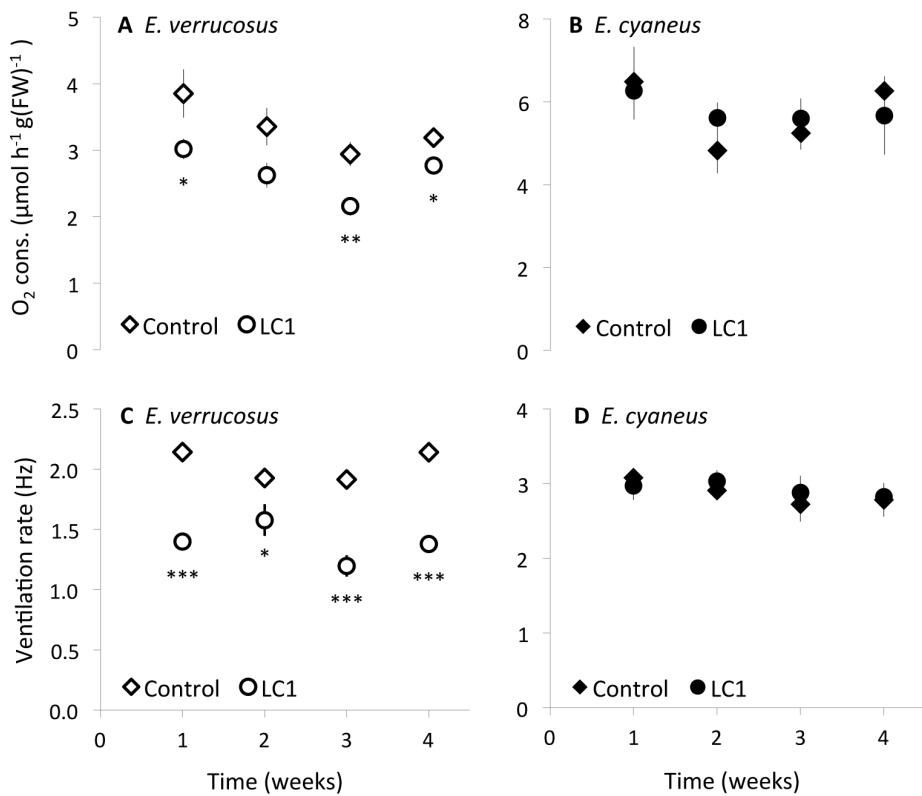 A E. verrucosus
O₂ cons. (µmol h⁻¹ g(FW)⁻¹ )
5
4
3
2
1
0
*
**
*
Control LC1
B E. cyaneus
8
6
4
2
0
Control LC1
C E. verrucosus
Ventilation rate (Hz)
2.5
2.0
1.5
1.0
0.5
0.0
***
*
***
***
Control LC1
0 1 2 3 4
Time (weeks)
D E. cyaneus
4
3
2
1
0
Control LC1
0 1 2 3 4
Time (weeks)